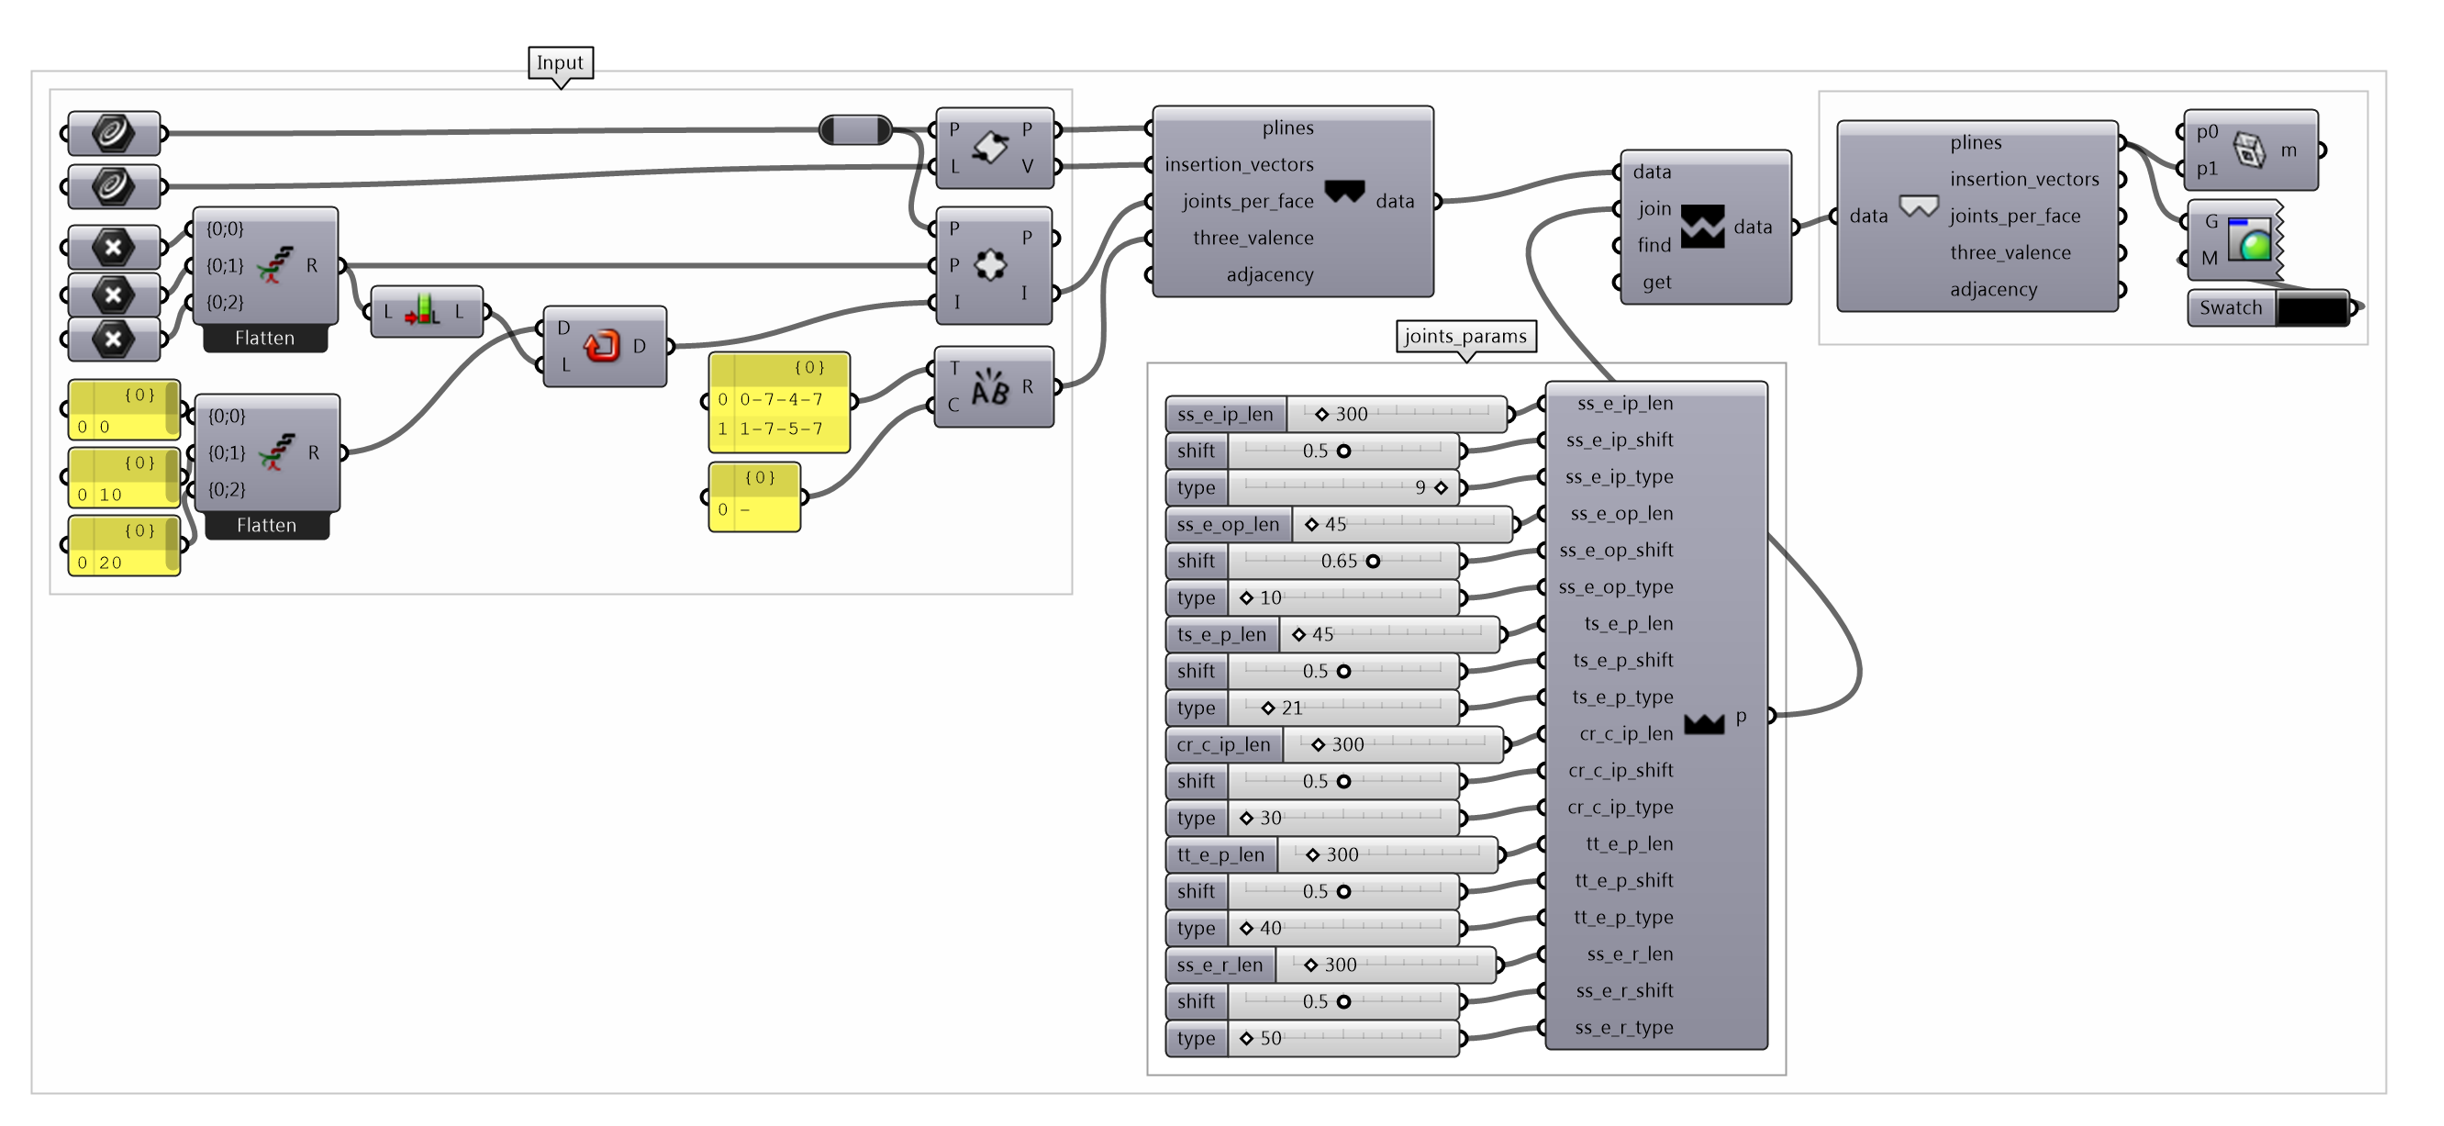 Input
P
L
P
V
{0;0}
{0;1}
{0;2}
R
Flatten
L
L
D
L
D
P
P
I
P
I
{0}
0 0
{0}
0 10
{0}
0 20
{0;0}
{0;1}
{0;2}
R
Flatten
{0}
0 0-7-4-7
1 1-7-5-7
{0}
0 -
T
C
AB
R
plines
insertion_vectors
joints_per_face
three_valence
adjacency
data
data
join
find
get
data
data
plines
insertion_vectors
joints_per_face
three_valence
adjacency
p0
p1
m
G
M
Swatch
joints_params
ss_e_ip_len 300
shift 0.5
type 9
ss_e_op_len 45
shift 0.65
type 10
ts_e_p_len 45
shift 0.5
type 21
cr_c_ip_len 300
shift 0.5
type 30
tt_e_p_len 300
shift 0.5
type 40
ss_e_r_len 300
shift 0.5
type 50
ss_e_ip_len
ss_e_ip_shift
ss_e_ip_type
ss_e_op_len
ss_e_op_shift
ss_e_op_type
ts_e_p_len
ts_e_p_shift
ts_e_p_type
cr_c_ip_len
cr_c_ip_shift
cr_c_ip_type
tt_e_p_len
tt_e_p_shift
tt_e_p_type
ss_e_r_len
ss_e_r_shift
ss_e_r_type
p